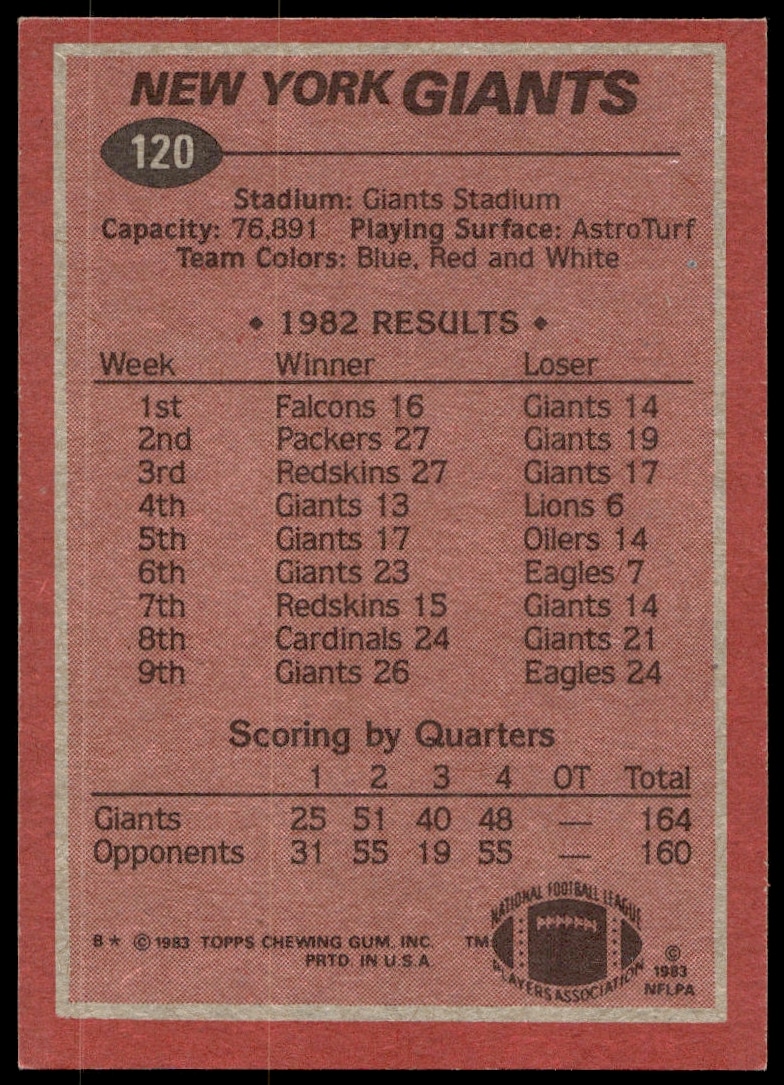 NEW YORK GIANTS
120
Stadium: Giants Stadium
Capacity: 76,891 Playing Surface: AstroTurf
Team Colors: Blue, Red and White
◆ 1982 RESULTS ◆
Week Winner Loser
1st Falcons 16 Giants 14
2nd Packers 27 Giants 19
3rd Redskins 27 Giants 17
4th Giants 13 Lions 6
5th Giants 17 Oilers 14
6th Giants 23 Eagles 7
7th Redskins 15 Giants 14
8th Cardinals 24 Giants 21
9th Giants 26 Eagles 24
Scoring by Quarters
1 2 3 4 OT Total
Giants 25 51 40 48 — 164
Opponents 31 55 19 55 — 160
B★ © 1983 TOPPS CHEWING GUM, INC.
PRTD. IN U.S.A.
TM
NATIONAL FOOTBALL LEAGUE
PLAYERS ASSOCIATION
©
1983
NFLPA